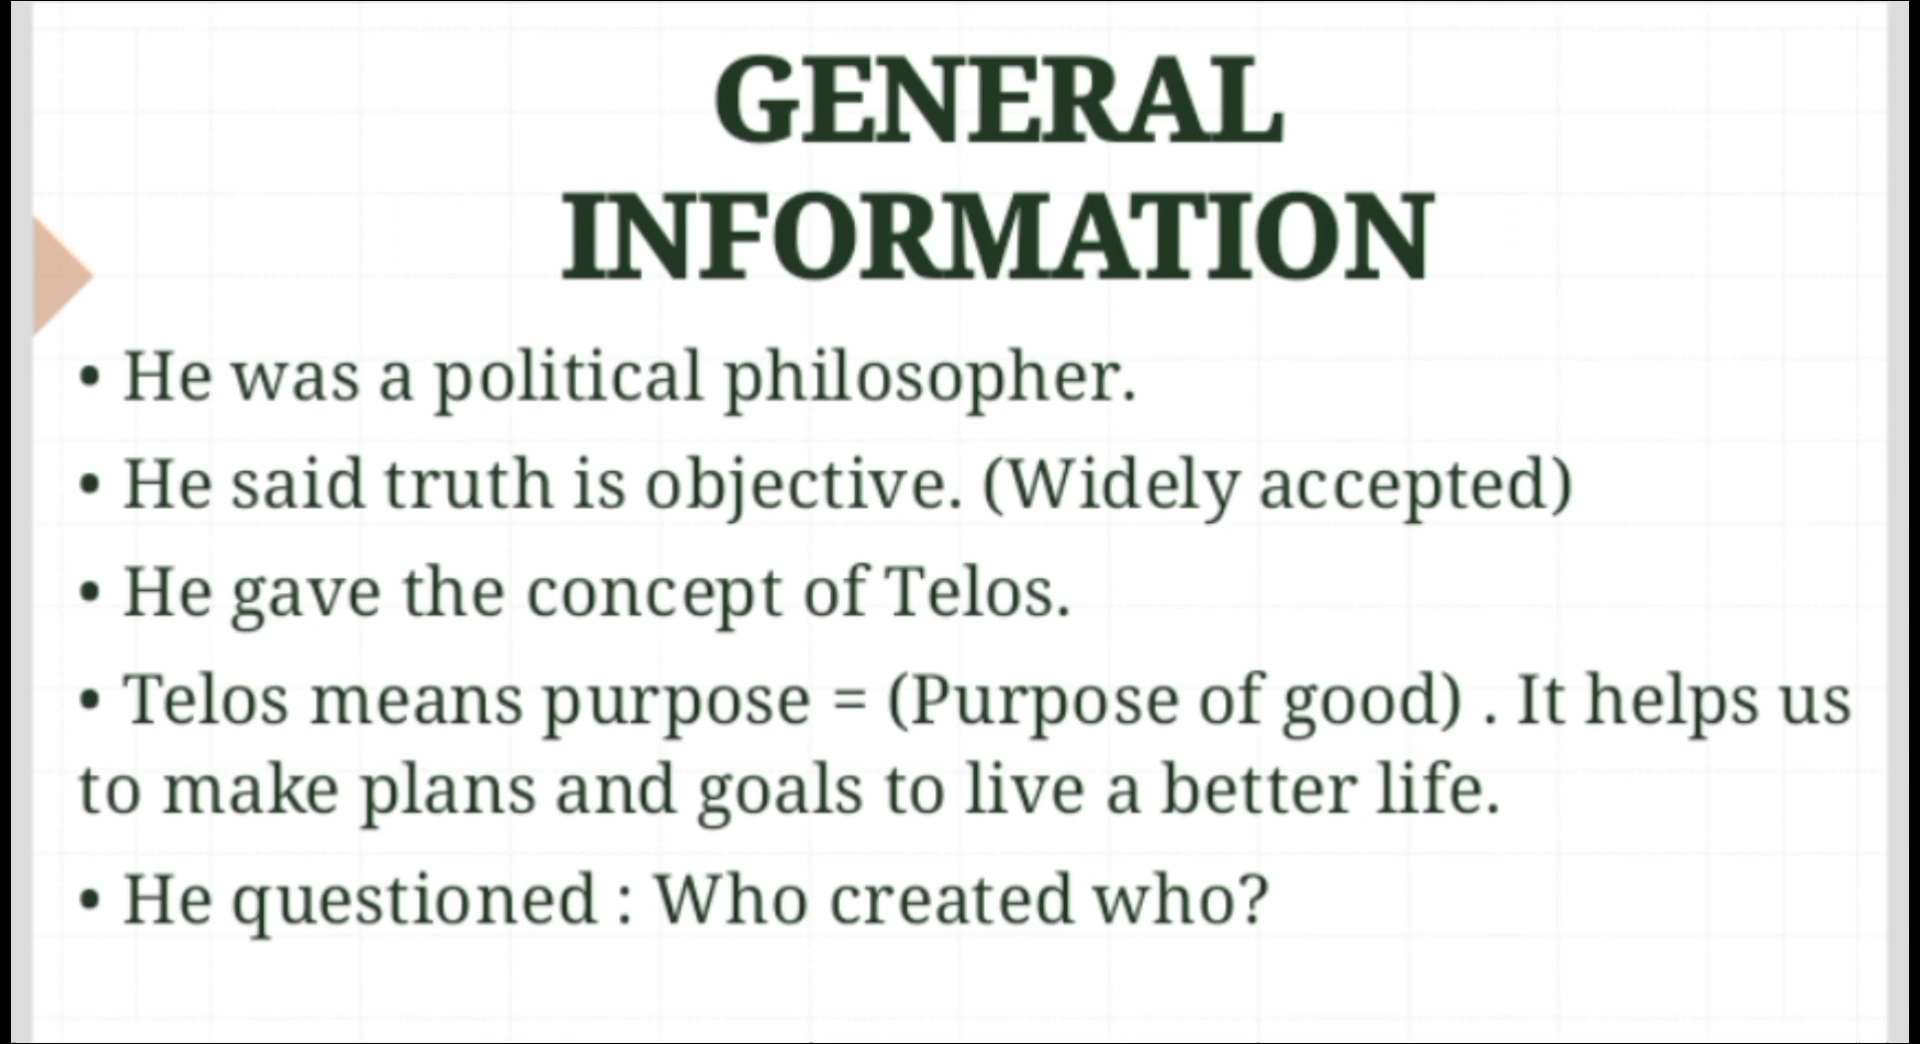 GENERAL
INFORMATION
• He was a political philosopher.
• He said truth is objective. (Widely accepted)
• He gave the concept of Telos.
• Telos means purpose = (Purpose of good) . It helps us
to make plans and goals to live a better life.
• He questioned : Who created who?